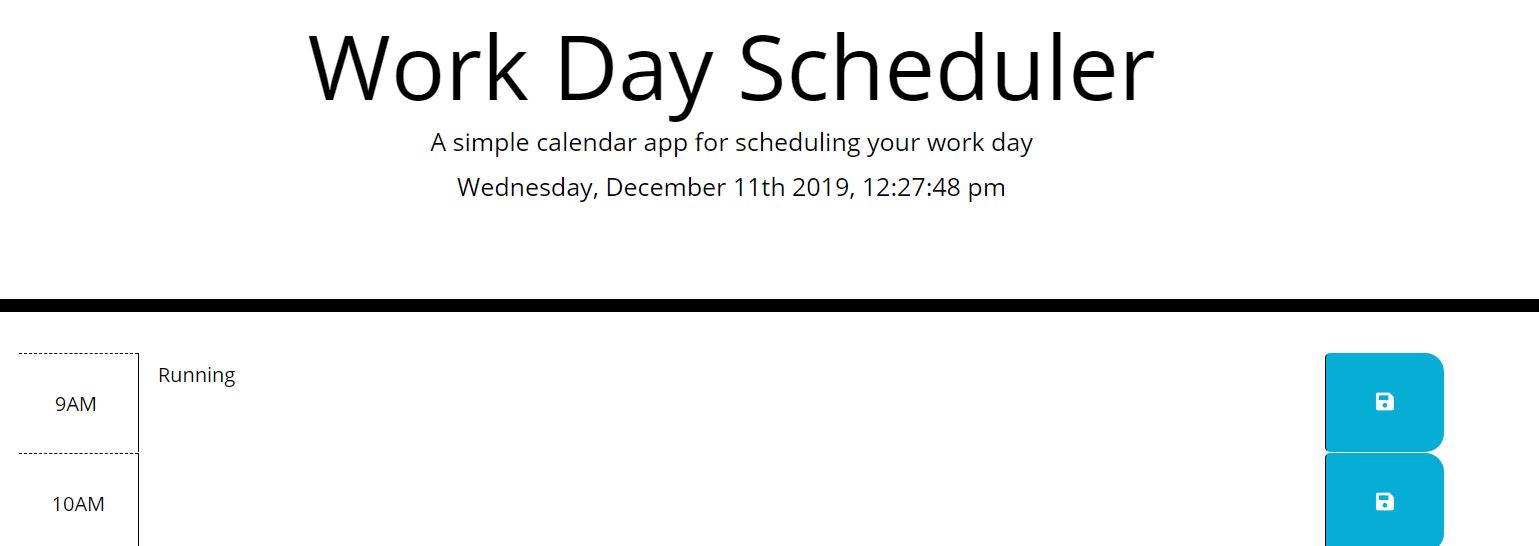 Work Day Scheduler
A simple calendar app for scheduling your work day
Wednesday, December 11th 2019, 12:27:48 pm
Running
9AM
10AM